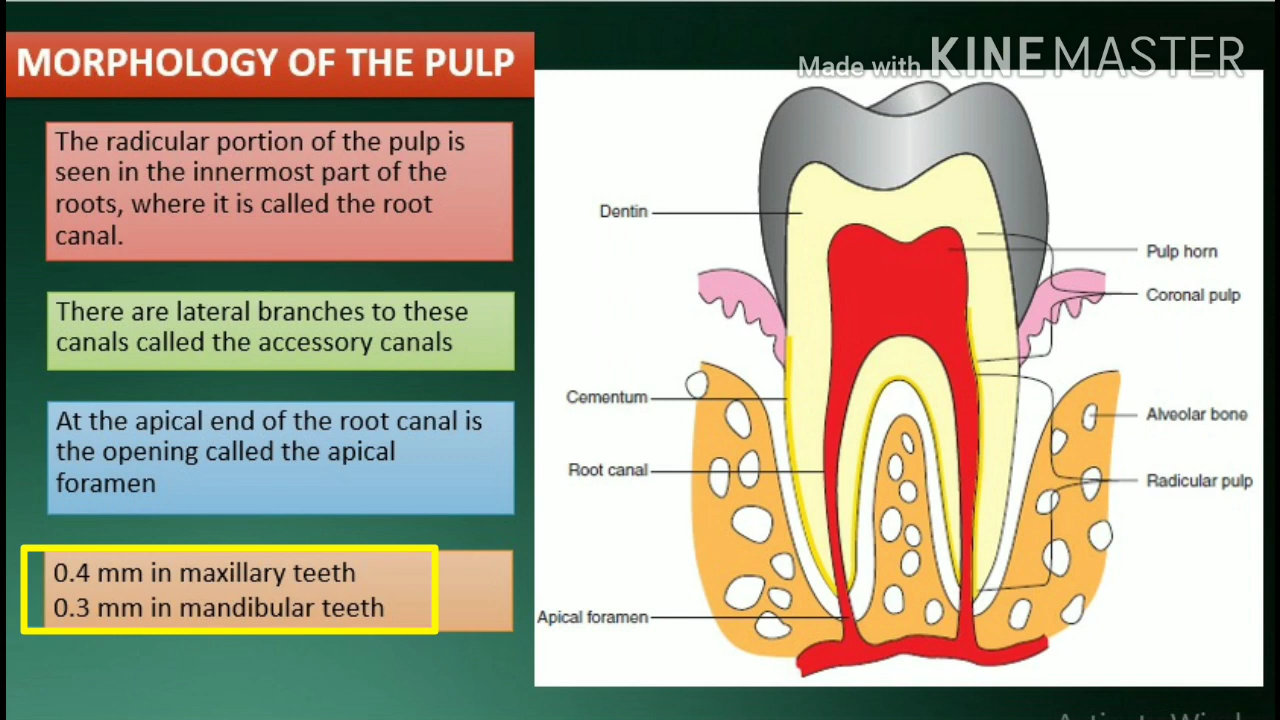 MORPHOLOGY OF THE PULP
Made with KINEMASTER
The radicular portion of the pulp is
seen in the innermost part of the
roots, where it is called the root
canal.
There are lateral branches to these
canals called the accessory canals
At the apical end of the root canal is
the opening called the apical
foramen
0.4 mm in maxillary teeth
0.3 mm in mandibular teeth
Dentin
Cementum
Root canal
Apical foramen
Pulp horn
Coronal pulp
Alveolar bone
Radicular pulp